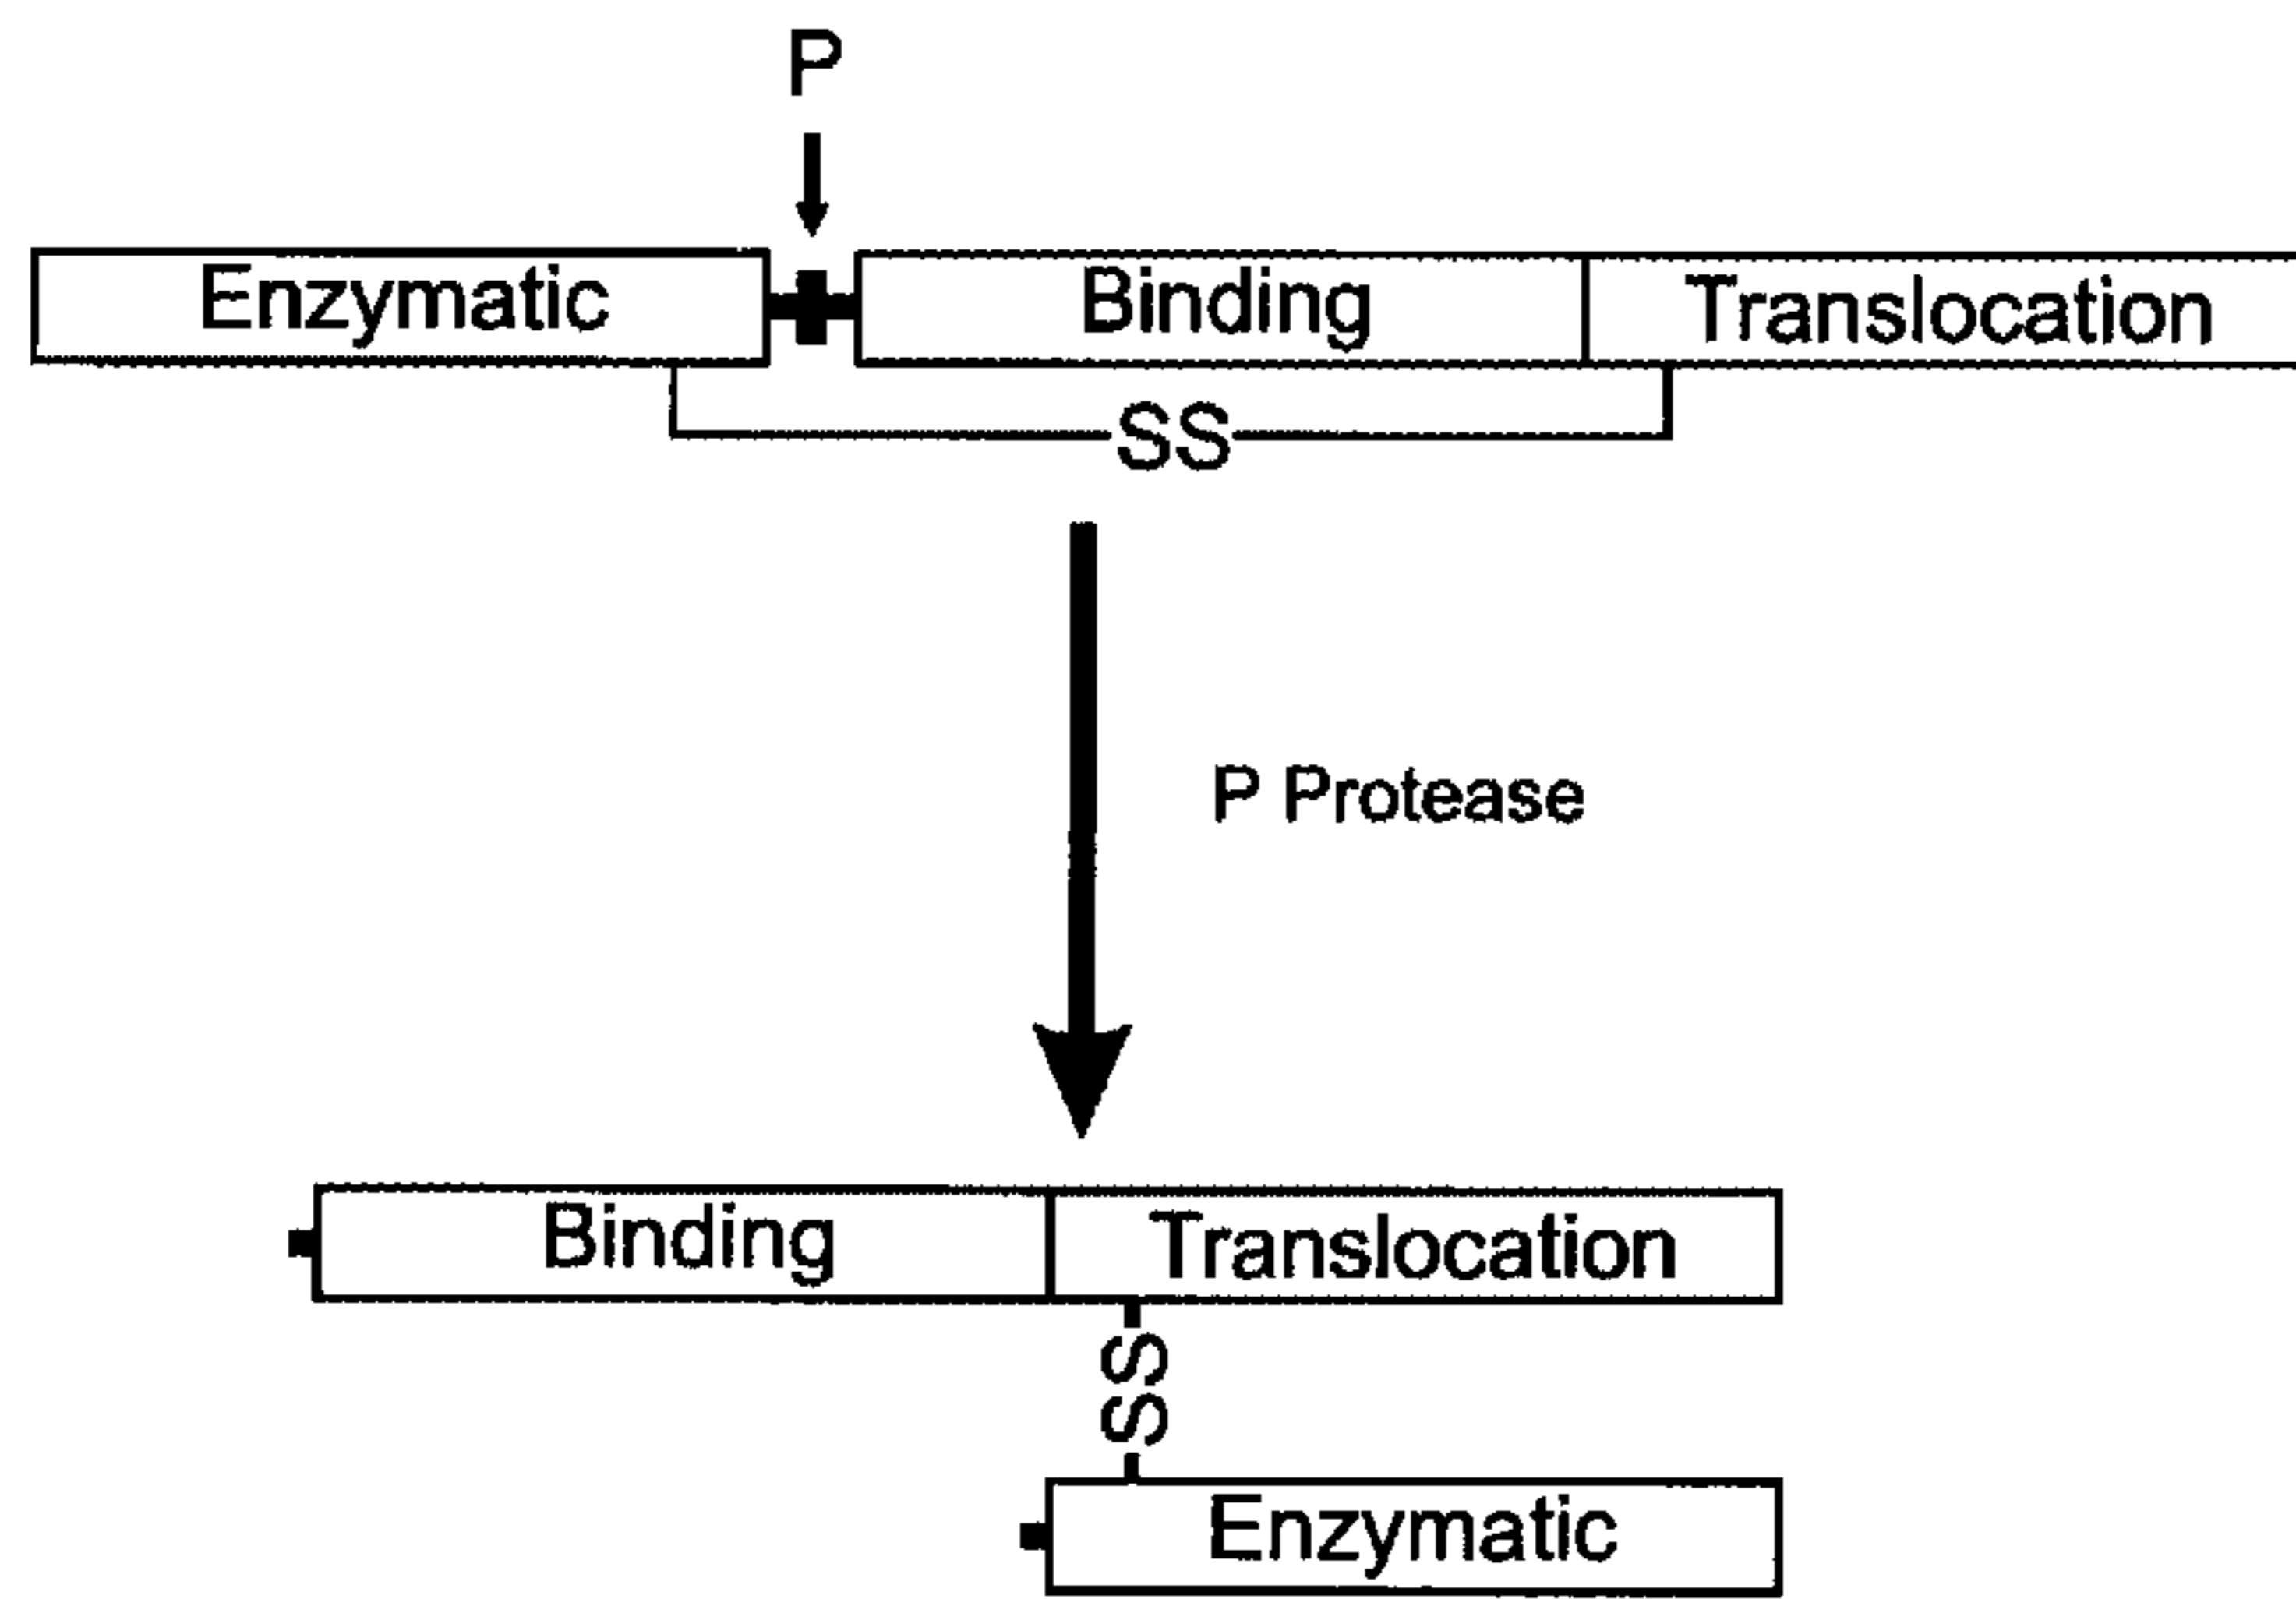 P
Enzymatic Binding Translocation
SS
P Protease
Binding Translocation
SS
Enzymatic